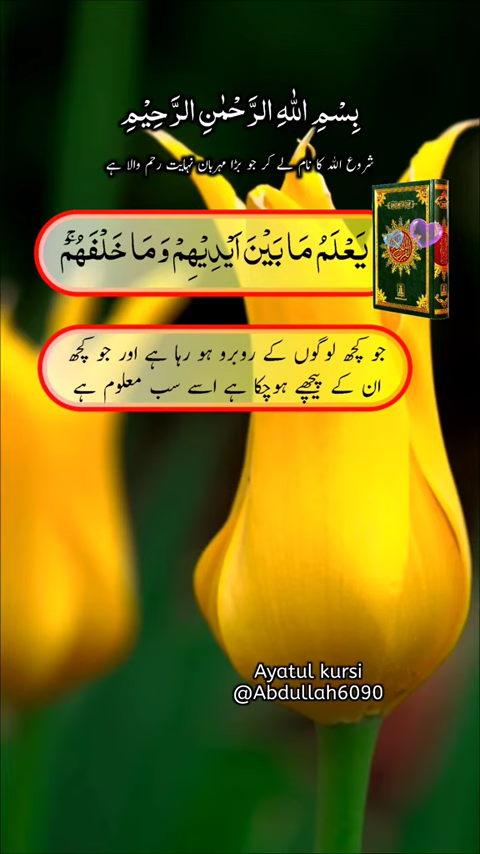 بِسْمِ اللهِ الرَّحْمٰنِ الرَّحِيْمِ
شروع اللہ کا نام لے کر جو بڑا مہربان نہایت رحم والا ہے
يَعْلَمُ مَا بَيْنَ اَيْدِيْهِمْ وَمَا خَلْفَهُمْۚ
جو کچھ لوگوں کے روبرو ہو رہا ہے اور جو کچھ
ان کے پیچھے ہوچکا ہے اسے سب معلوم ہے
Ayatul kursi
@Abdullah6090